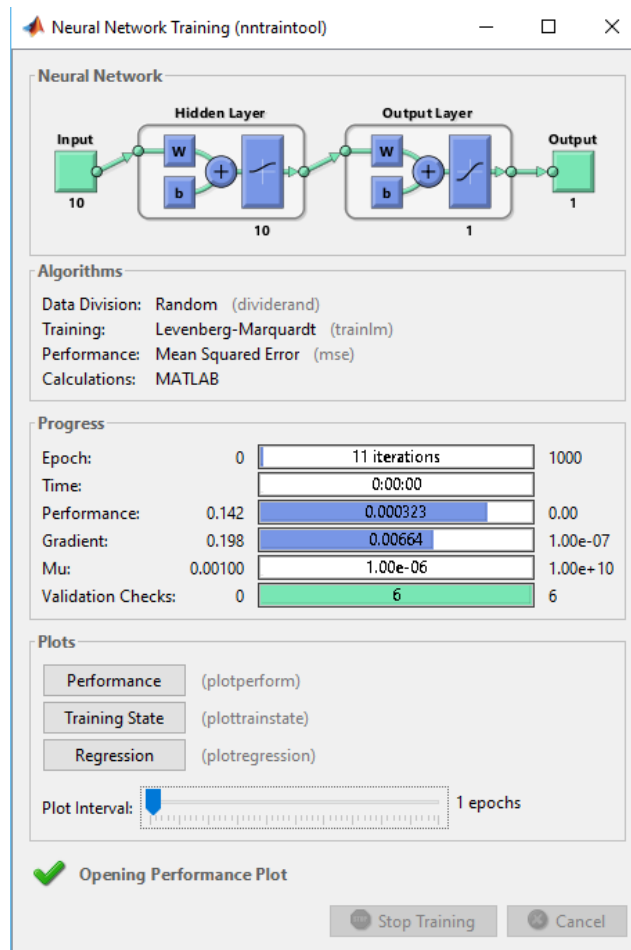 Neural Network Training (nntraintool)
Neural Network
Hidden Layer
Output Layer
Input
W
b
+
10
10
W
b
+
1
Output
1
Algorithms
Data Division: Random (dividerand)
Training: Levenberg-Marquardt (trainlm)
Performance: Mean Squared Error (mse)
Calculations: MATLAB
Progress
Epoch: 0 11 iterations 1000
Time: 0:00:00
Performance: 0.142 0.000323 0.00
Gradient: 0.198 0.00664 1.00e-07
Mu: 0.00100 1.00e-06 1.00e+10
Validation Checks: 0 6 6
Plots
Performance (plotperform)
Training State (plottrainstate)
Regression (plotregression)
Plot Interval: 1 epochs
Opening Performance Plot
Stop Training Cancel